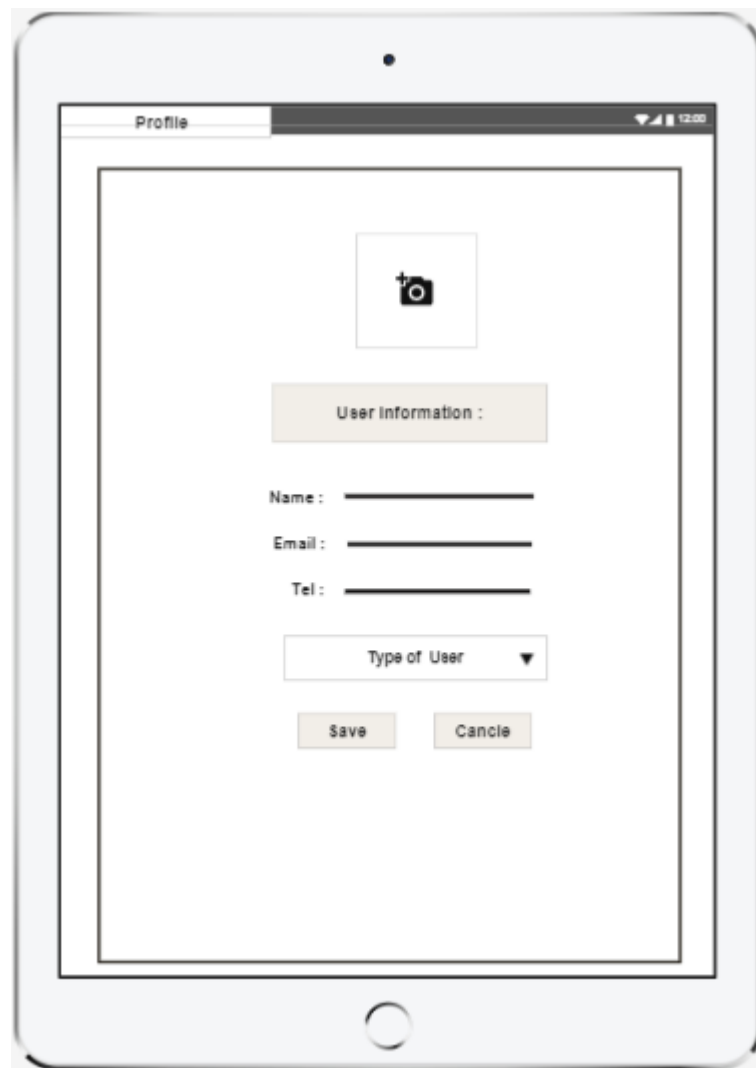 Profile
12:00
User Information :
Name :
Email :
Tel :
Type of User
Save Cancle